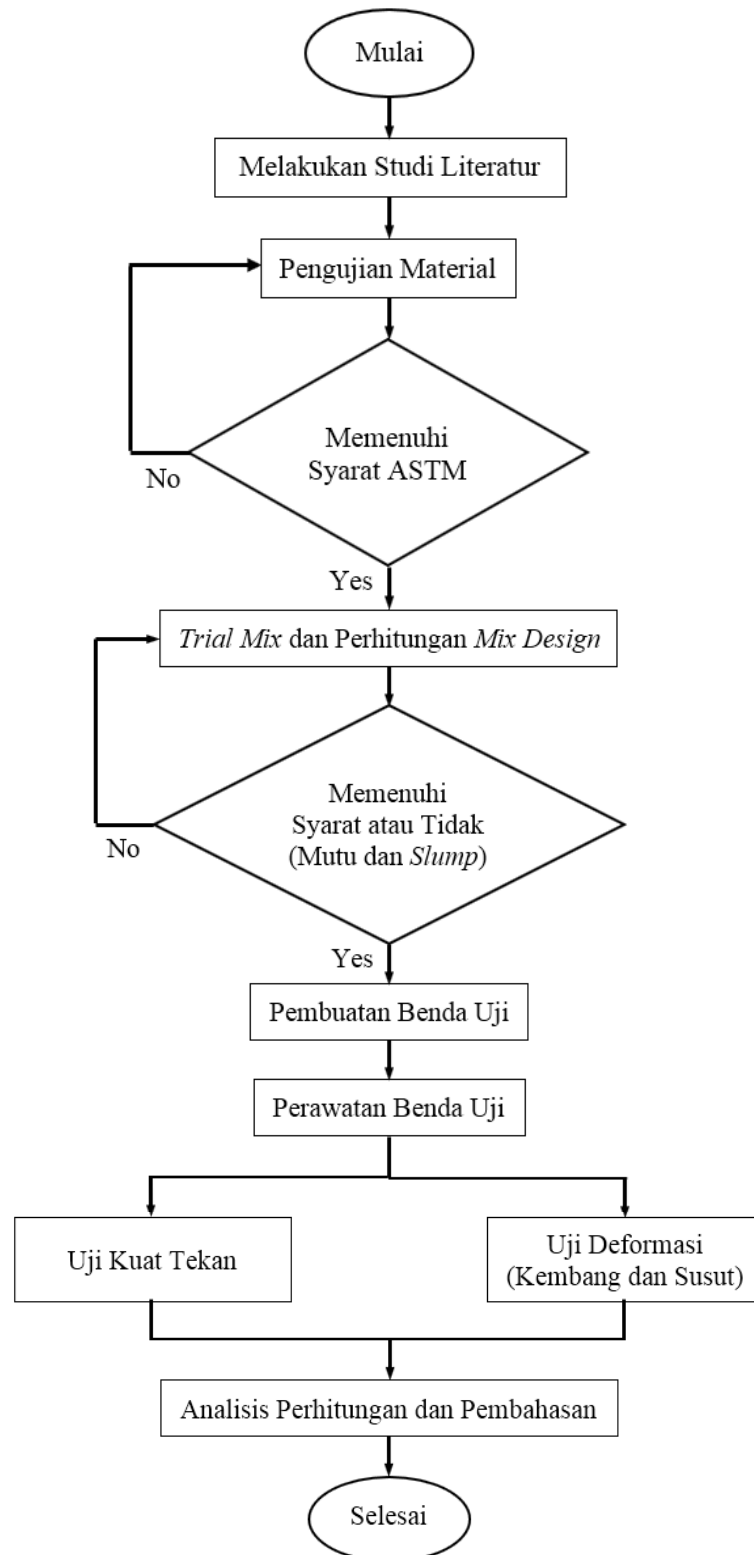 Mulai
Melakukan Studi Literatur
Pengujian Material
Memenuhi
Syarat ASTM
No
Yes
Trial Mix dan Perhitungan Mix Design
Memenuhi
Syarat atau Tidak
(Mutu dan Slump)
No
Yes
Pembuatan Benda Uji
Perawatan Benda Uji
Uji Kuat Tekan
Uji Deformasi
(Kembang dan Susut)
Analisis Perhitungan dan Pembahasan
Selesai